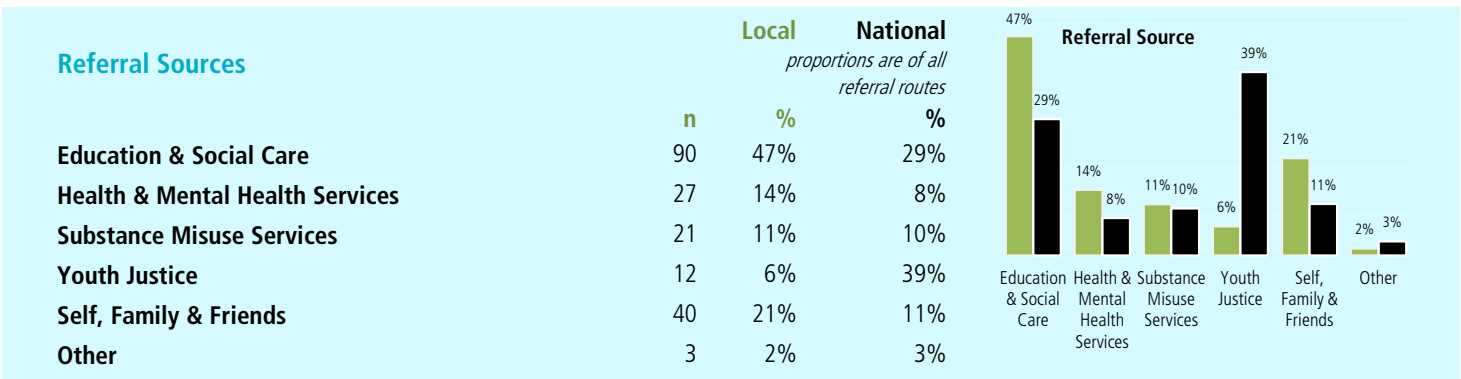 Referral Sources
Local National
proportions are of all
referral routes
n % %
Education & Social Care 90 47% 29%
Health & Mental Health Services 27 14% 8%
Substance Misuse Services 21 11% 10%
Youth Justice 12 6% 39%
Self, Family & Friends 40 21% 11%
Other 3 2% 3%
Referral Source
47%
29%
14%
8%
11%
10%
6%
39%
21%
11%
2%
3%
Education
& Social
Care
Health &
Mental
Health
Services
Substance
Misuse
Services
Youth
Justice
Self,
Family &
Friends
Other